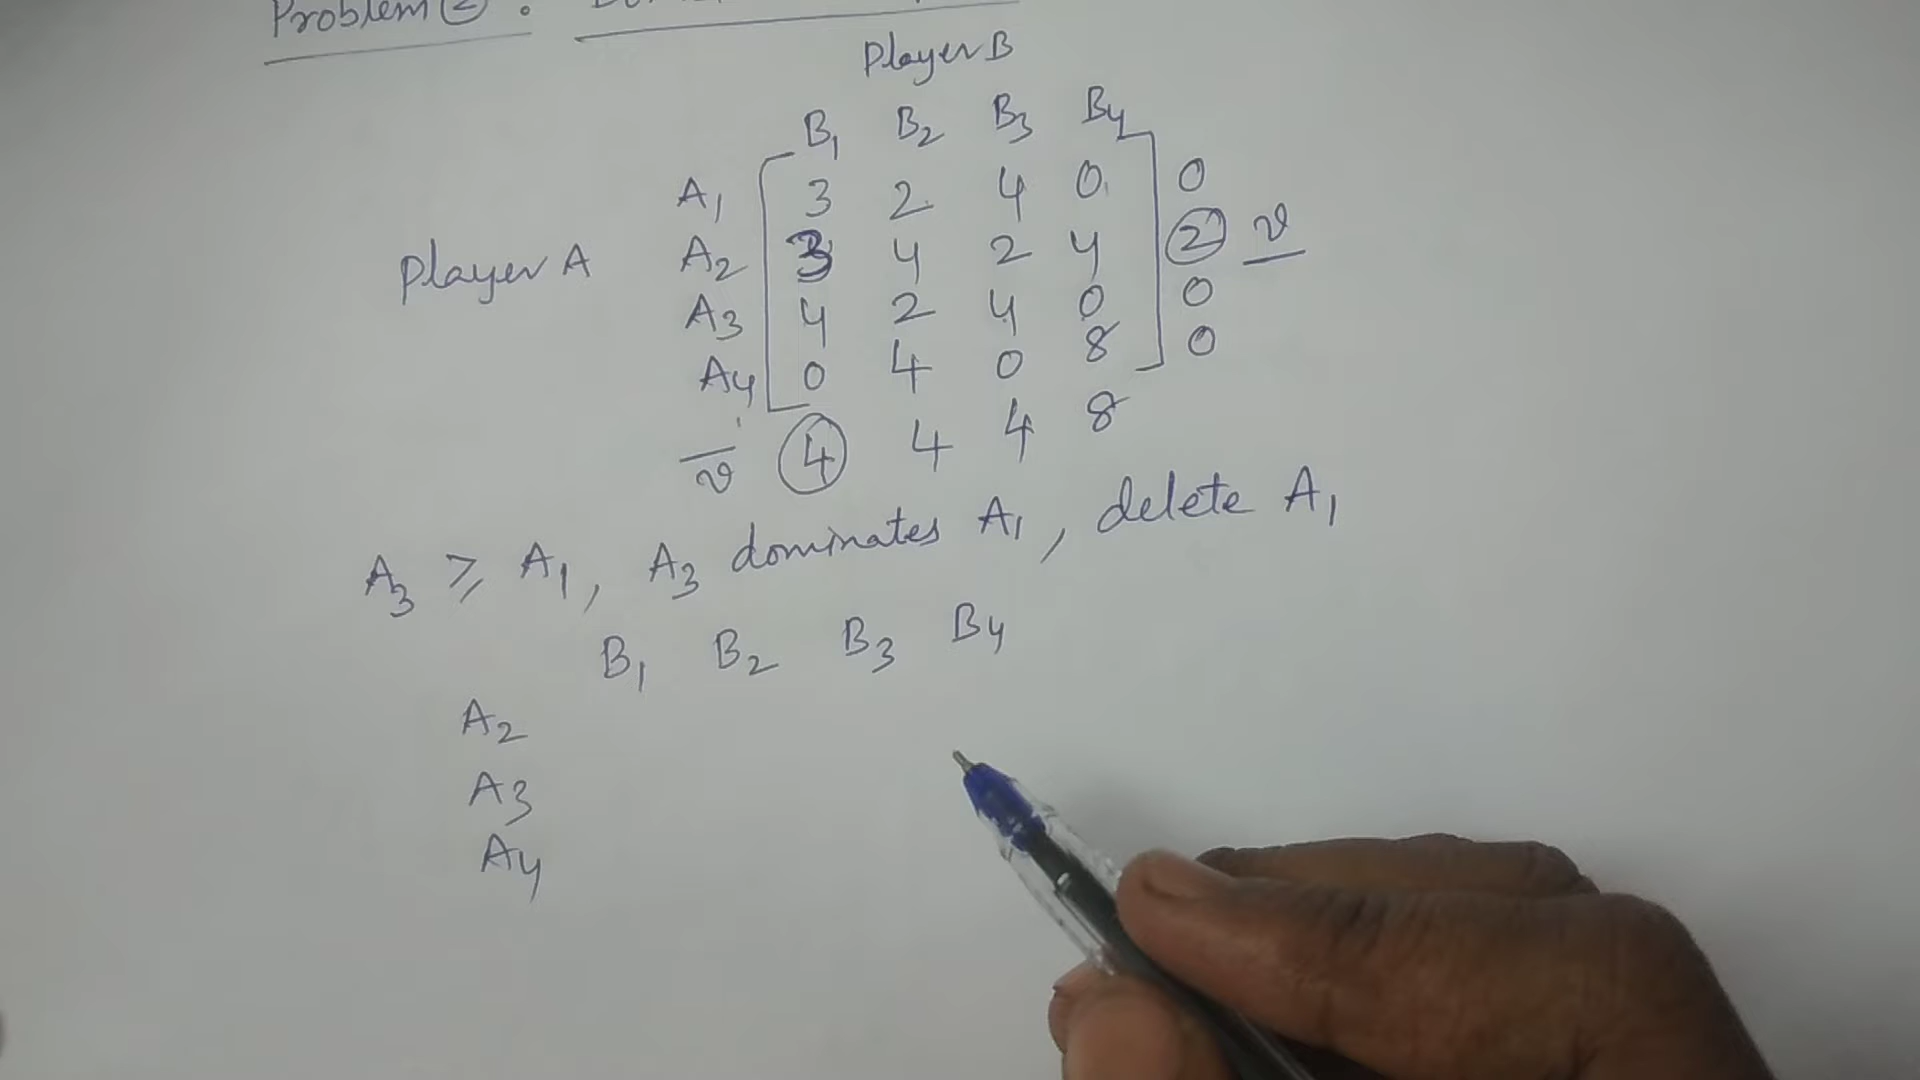 Problem ② :
Player B
B1 B2 B3 B4
A1 3 2 4 0 0
Player A A2 3 4 2 4 2 v
A3 4 2 4 0 0
A4 0 4 0 8 0
v 4 4 4 8
A3 ≥ A1, A3 dominates A1, delete A1
B1 B2 B3 B4
A2
A3
A4